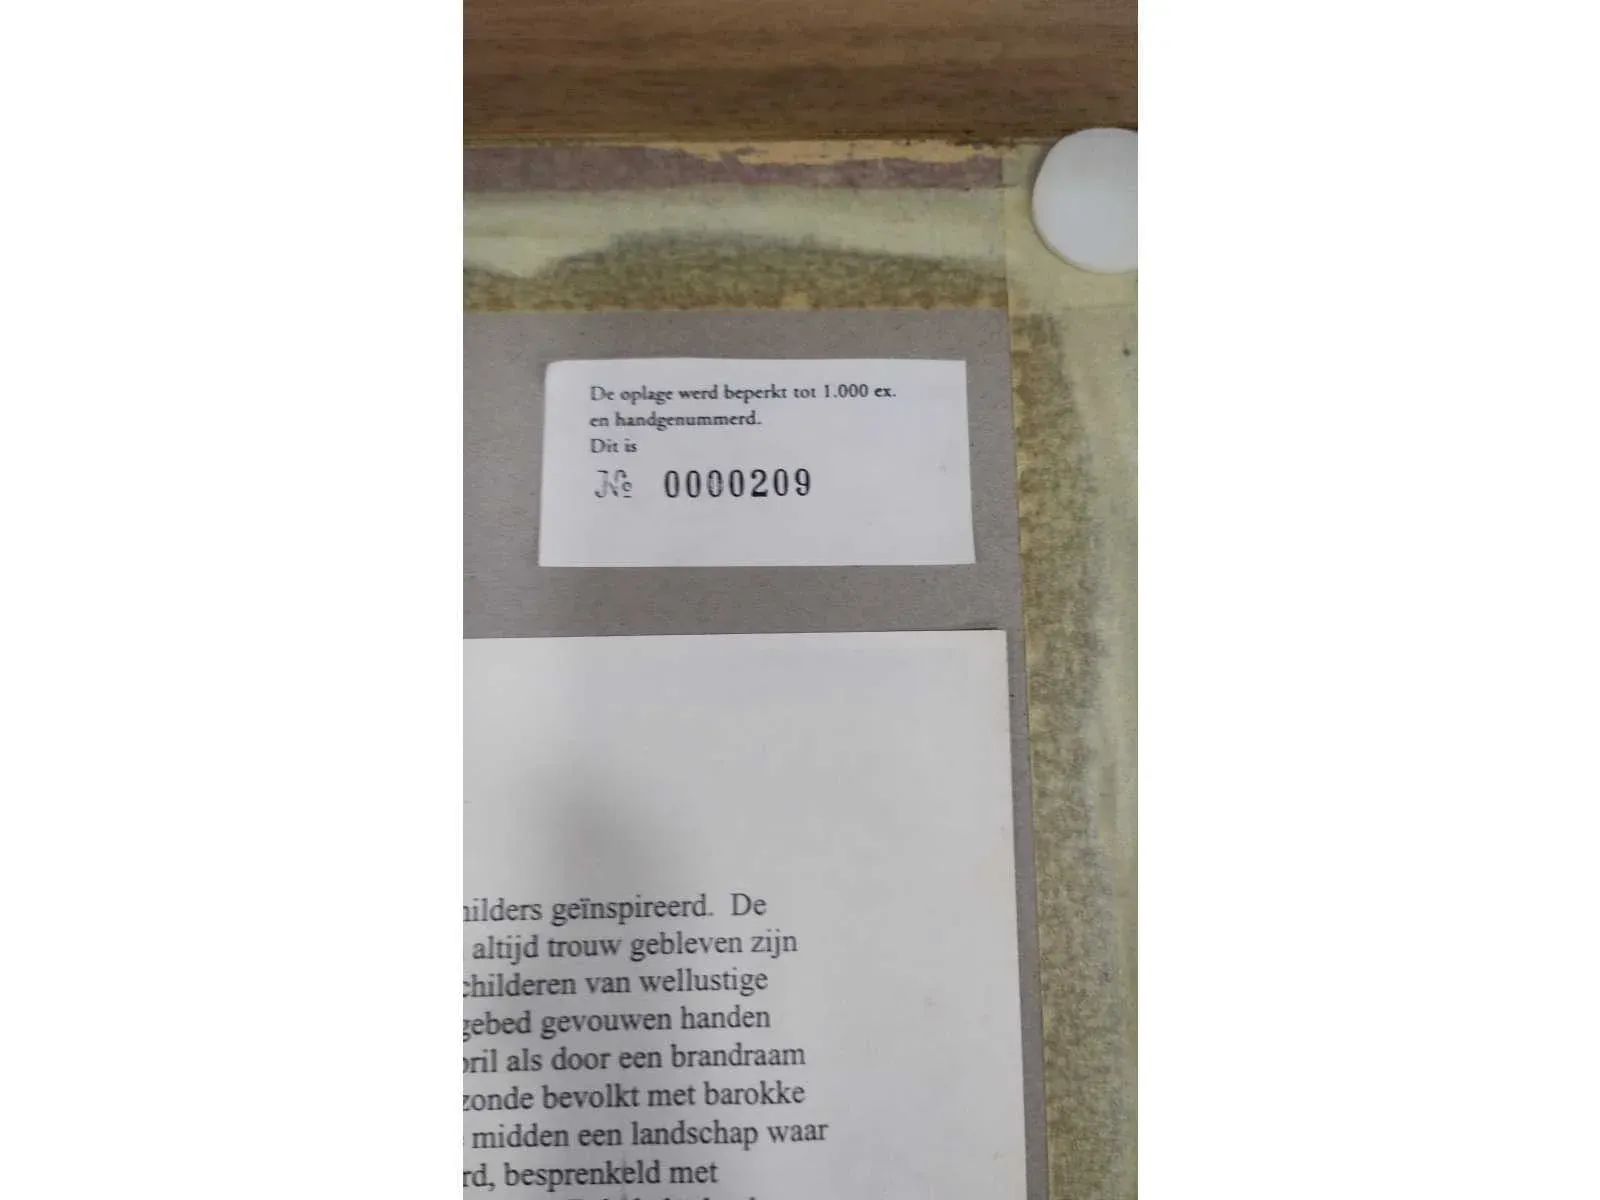 De oplage werd beperkt tot 1.000 ex.
en handgenummerd.
Dit is
№ 0000209
hilders geïnspireerd. De
altijd trouw gebleven zijn
childeren van wellustige
gebed gevouwen handen
ril als door een brandraam
zonde bevolkt met barokke
midden een landschap waar
rd, besprenkeld met